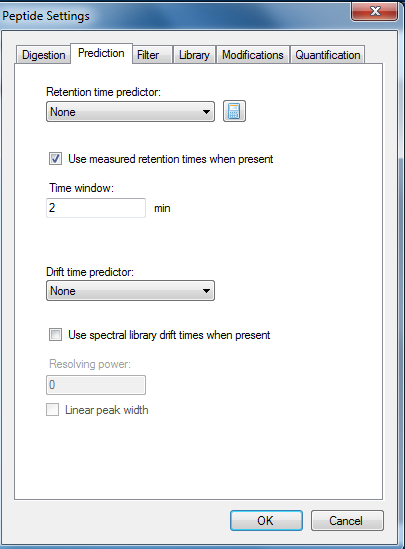 Peptide Settings
Digestion Prediction Filter Library Modifications Quantification
Retention time predictor:
None
Use measured retention times when present
Time window:
2 min
Drift time predictor:
None
Use spectral library drift times when present
Resolving power:
0
Linear peak width
OK Cancel